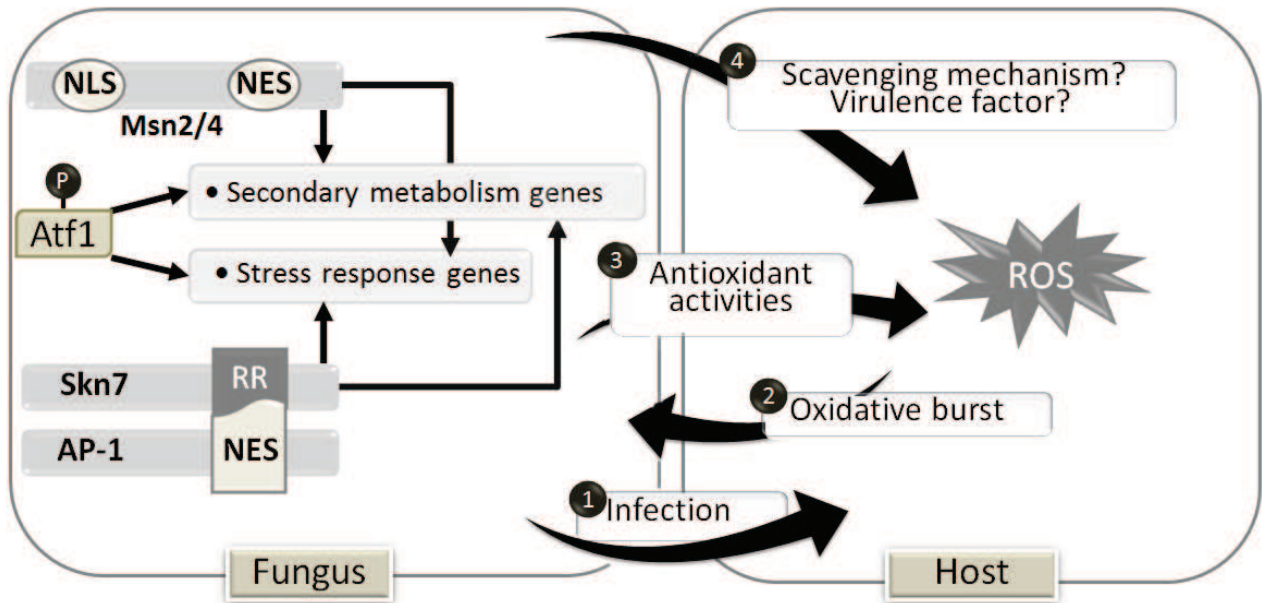 NLS
NES
Msn2/4
P
Atf1
• Secondary metabolism genes
• Stress response genes
Skn7
RR
AP-1
NES
Fungus
4
Scavenging mechanism?
Virulence factor?
ROS
3
Antioxidant
activities
2
Oxidative burst
1
Infection
Host